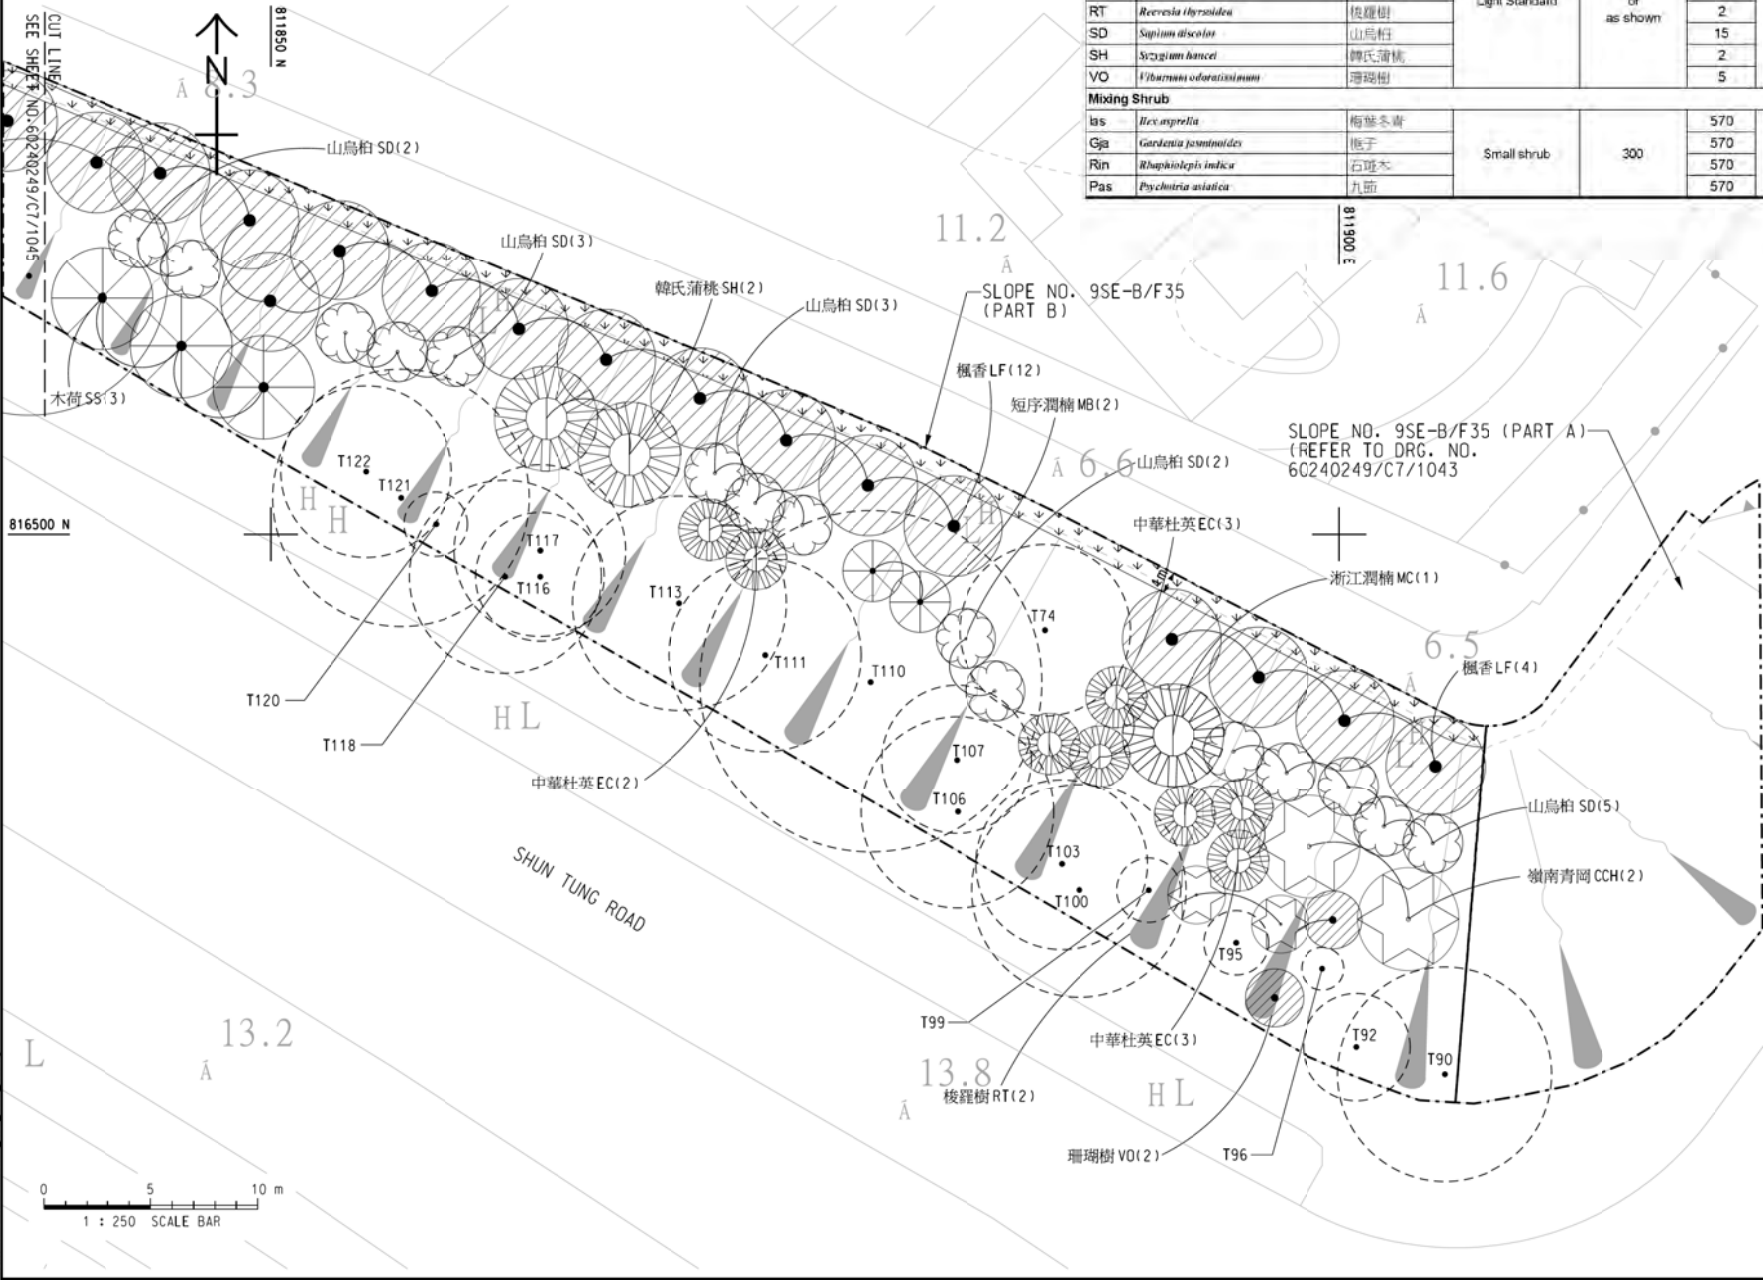 CUT LINE
SEE SHEET NO.60240249/C7/1045
N
811850 N
RT Reevesia thyrsoidea 梭羅樹 Light Standard or as shown 2
SD Sapium discolor 山烏桕 15
SH Syzygium hancei 韓氏蒲桃 2
VO Viburnum odoratissimum 珊瑚樹 5
Mixing Shrub
Ias Ilex asprella 梅葉冬青 570
Gja Gardenia jasminoides 梔子 570
Rin Rhaphiolepis indica 石斑木 Small shrub 300 570
Pas Psychotria asiatica 九節 570
811900 E
8.3
山烏柏 SD(2)
11.2
山烏柏 SD(3)
11.6
韓氏蒲桃 SH(2)
SLOPE NO. 9SE-B/F35
(PART B)
山烏柏 SD(3)
楓香 LF(12)
木荷 SS(3)
短序潤楠 MB(2)
SLOPE NO. 9SE-B/F35 (PART A)
(REFER TO DRG. NO.
60240249/C7/1043
6.6
山烏柏 SD(2)
T122
T121
H
H
H
L
H
L
816500 N
中華杜英 EC(3)
T117
T116
T113
淅江潤楠 MC(1)
T74
6.5
楓香 LF(4)
T111
T110
T120
H L
T118
H
L
T107
中華杜英 EC(2)
T106
山烏柏 SD(5)
SHUN TUNG ROAD
T103
T100
嶺南青岡 CCH(2)
T95
T99
中華杜英 EC(3)
T92
T90
13.2
L
13.8
H L
梭羅樹 RT(2)
珊瑚樹 VO(2)
T96
0 5 10 m
1 : 250 SCALE BAR